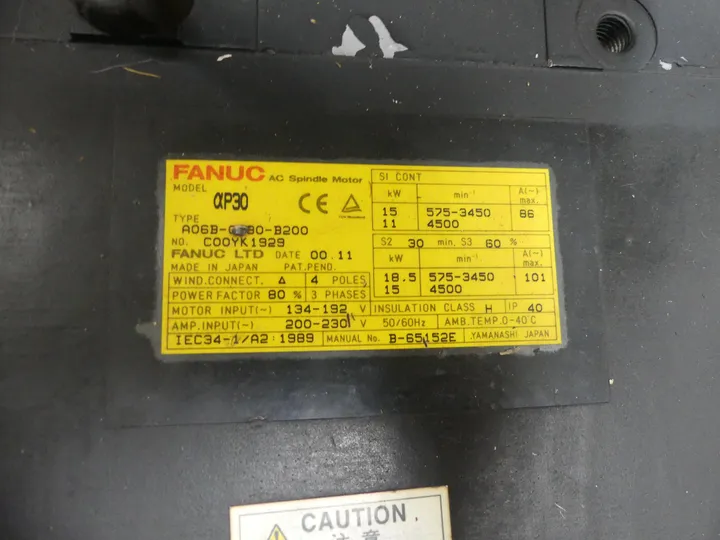 FANUC AC Spindle Motor
MODEL αP30
CE
TYPE
A06B- 80-B200
NO. C00YK1929
FANUC LTD DATE 00.11
MADE IN JAPAN PAT.PEND.
WIND.CONNECT. Δ 4 POLES
POWER FACTOR 80 % 3 PHASES
MOTOR INPUT(~) 134-192 V
AMP.INPUT(~) 200-230 V 50/60Hz
IEC34-1/A2 1989 MANUAL No. B-65152E
S1 CONT
kW min⁻¹ A(~) max.
15 575-3450 86
11 4500
S2 30 min, S3 60 %
kW min⁻¹ A(~) max.
18.5 575-3450 101
15 4500
INSULATION CLASS H IP 40
AMB.TEMP.0-40°C
YAMANASHI JAPAN
CAUTION
注意